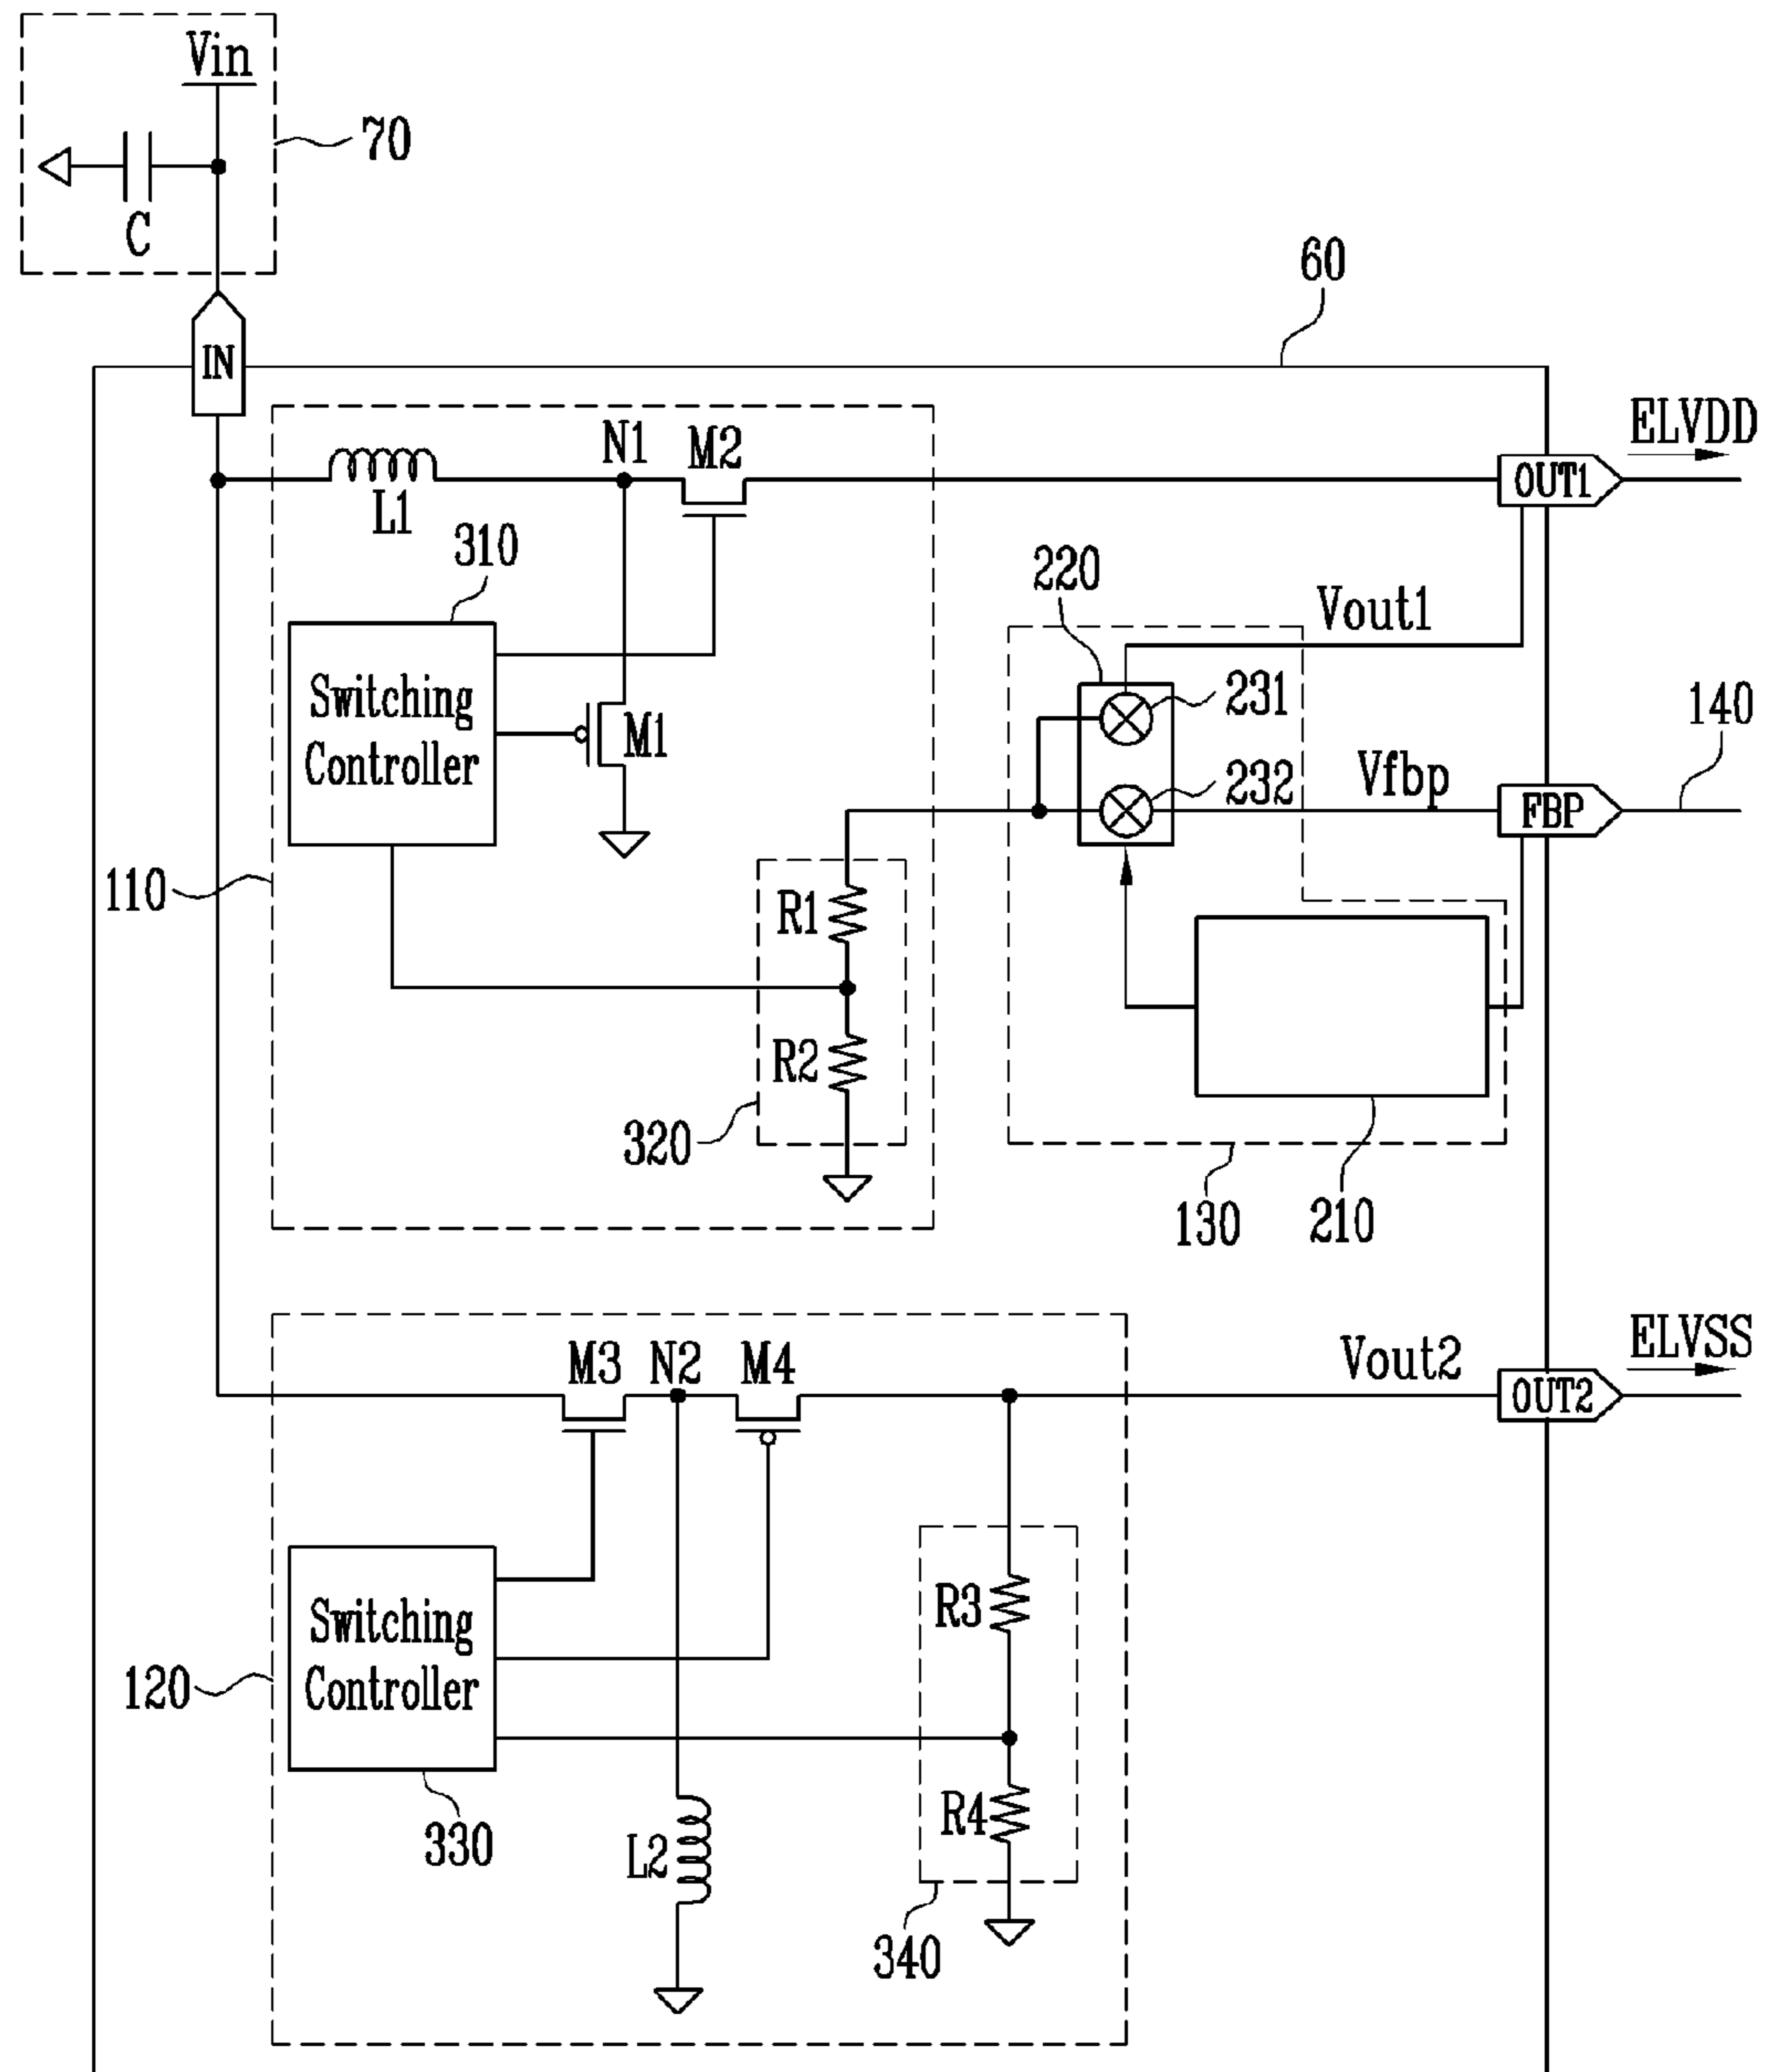 Vin
70
C
60
IN
ELVDD
N1
M2
OUT1
L1
310
220
Vout1
Switching
Controller
231
140
M1
Vfbp
232
FBP
110
R1
R2
320
130
210
ELVSS
M3
N2
M4
Vout2
OUT2
R3
Switching
Controller
120
R4
330
L2
340